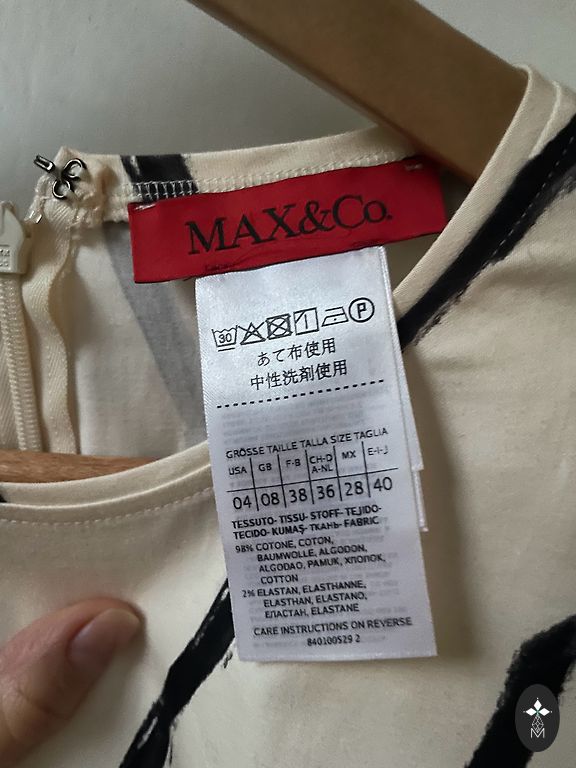 MAX&Co.
30 P
あて布使用
中性洗剤使用
GRÖSSE TAILLE TALLA SIZE TAGLIA
USA GB F-B CH-D A-NL MX E-I-J
04 08 38 36 28 40
TESSUTO- TISSU- STOFF- TEJIDO-
TECIDO- KUMAŞ- ТКАНЬ- FABRIC
98% COTONE, COTON,
BAUMWOLLE, ALGODON,
ALGODAO, PAMUK, ХЛОПОК,
COTTON
2% ELASTAN, ELASTHANNE,
ELASTHAN, ELASTANO,
ЕЛАСТАН, ELASTANE
CARE INSTRUCTIONS ON REVERSE
840100529 2
M